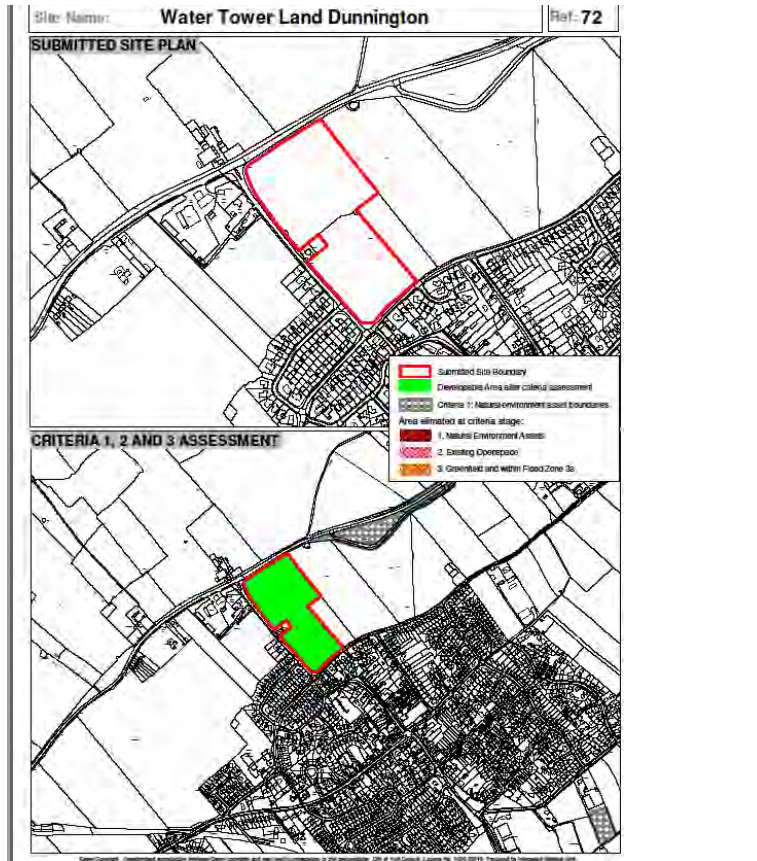 Site Name: Water Tower Land Dunnington Ref: 72
SUBMITTED SITE PLAN
Submitted Site Boundary
Developable Area after criteria assessment
Criteria 1: Natural environment asset boundaries
Area elimated at criteria stage:
1. Natural Environment Assets
2. Existing Openspace
3. Greenfield and within Flood Zone 3a
CRITERIA 1, 2 AND 3 ASSESSMENT